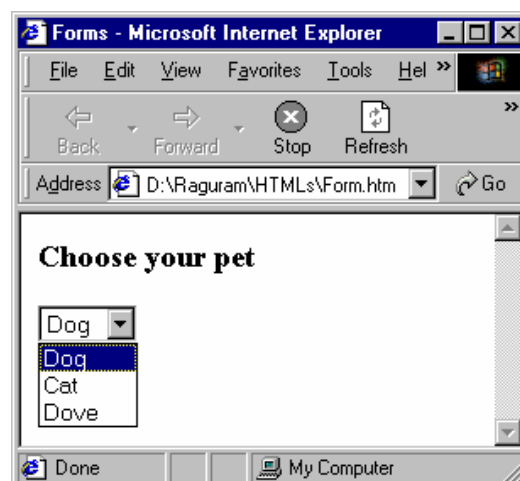 Forms - Microsoft Internet Explorer
File Edit View Favorites Tools Hel »
Back Forward Stop Refresh »
Address D:\Raguram\HTMLs\Form.htm Go
Choose your pet
Dog
Dog
Cat
Dove
Done My Computer